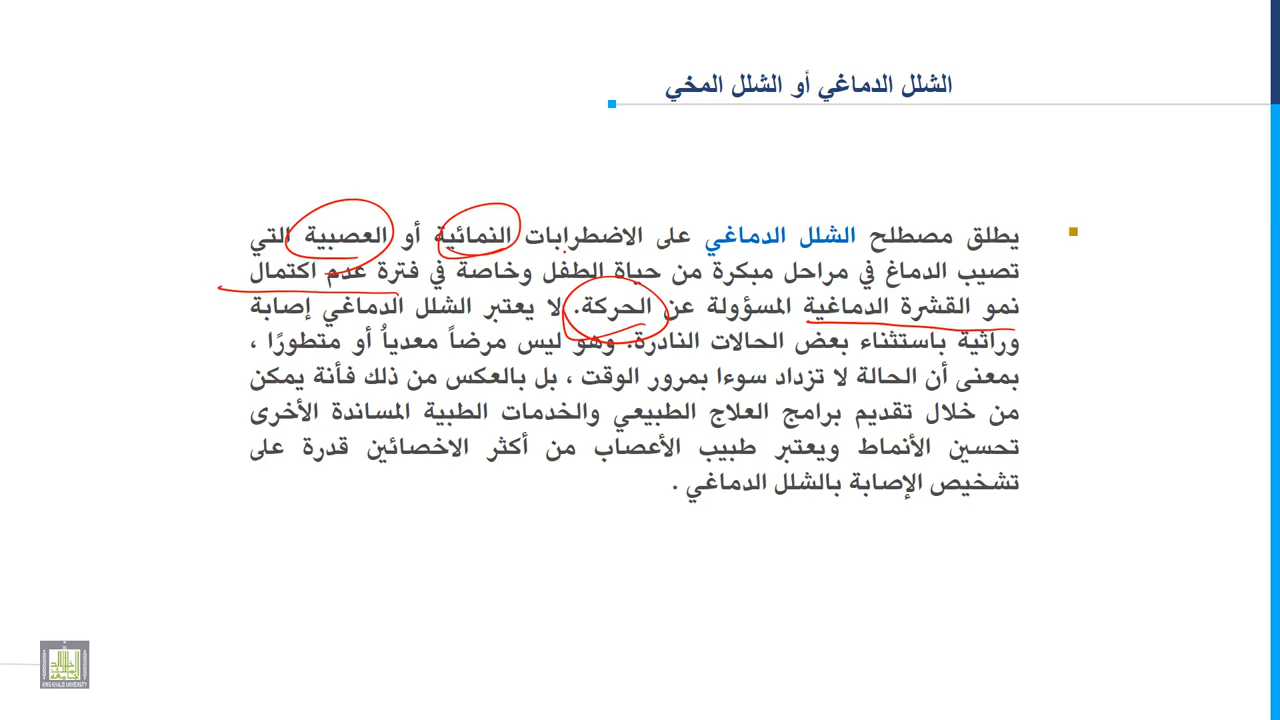 الشلل الدماغي أو الشلل المخي
يطلق مصطلح الشلل الدماغي على الاضطرابات النمائية أو العصبية التي
تصيب الدماغ في مراحل مبكرة من حياة الطفل وخاصة في فترة عدم اكتمال
نمو القشرة الدماغية المسؤولة عن الحركة. لا يعتبر الشلل الدماغي إصابة
وراثية باستثناء بعض الحالات النادرة. وهو ليس مرضاً معدياُ أو متطورًا ،
بمعنى أن الحالة لا تزداد سوءا بمرور الوقت ، بل بالعكس من ذلك فأنة يمكن
من خلال تقديم برامج العلاج الطبيعي والخدمات الطبية المساندة الأخرى
تحسين الأنماط ويعتبر طبيب الأعصاب من أكثر الاخصائين قدرة على
تشخيص الإصابة بالشلل الدماغي .
KING KHALID UNIVERSITY